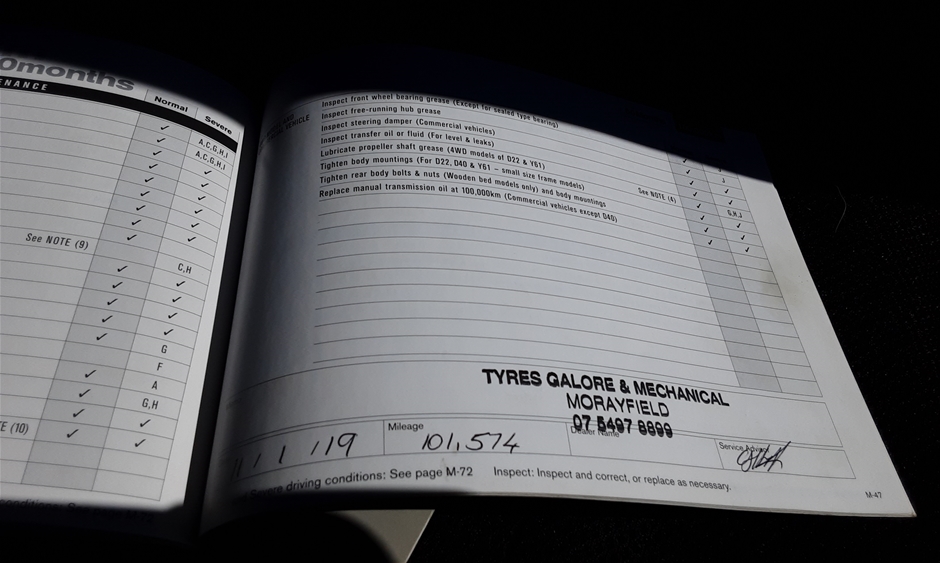 0months
ENANCE
Normal
Severe
A,C,G,H,I
A,C,G,H,I
See NOTE (9)
C,H
G
F
A
G,H
TE (10)
VEHICLE
Inspect front wheel bearing grease (Except for sealed type bearing)
Inspect free-running hub grease
Inspect steering damper (Commercial vehicles)
Inspect transfer oil or fluid (For level & leaks)
Lubricate propeller shaft grease (4WD models of D22 & Y61)
Tighten body mountings (For D22, D40 & Y61 – small size frame models)
Tighten rear body bolts & nuts (Wooden bed models only) and body mountings See NOTE (4) G,H,J
Replace manual transmission oil at 100,000km (Commercial vehicles except D40)
TYRES GALORE & MECHANICAL
MORAYFIELD
07 5497 8899
Mileage
Dealer Name
Service Advisor
1 / 1 / 19
101,574
Severe driving conditions: See page M-72 Inspect: Inspect and correct, or replace as necessary.
M-47